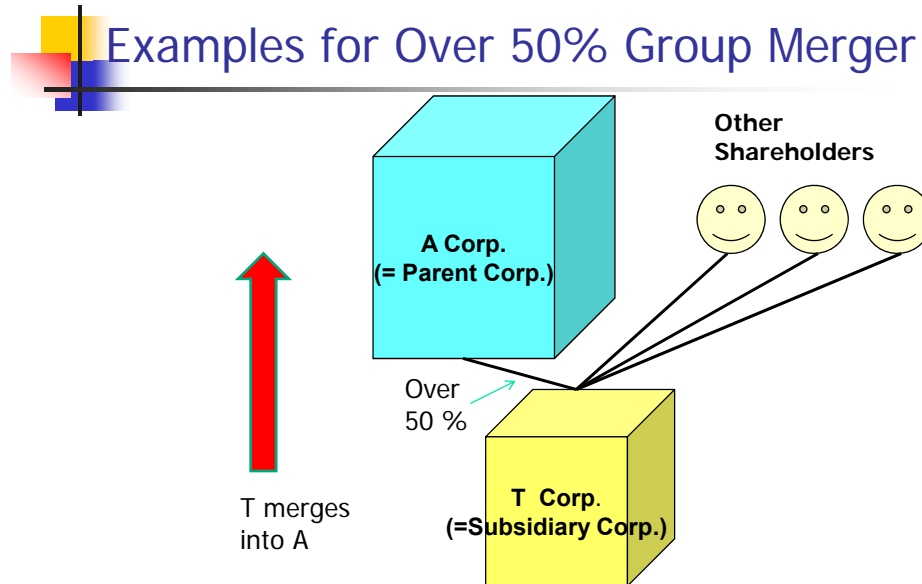 Examples for Over 50% Group Merger
Other
Shareholders
A Corp.
(= Parent Corp.)
Over
50 %
T merges
into A
T Corp.
(=Subsidiary Corp.)